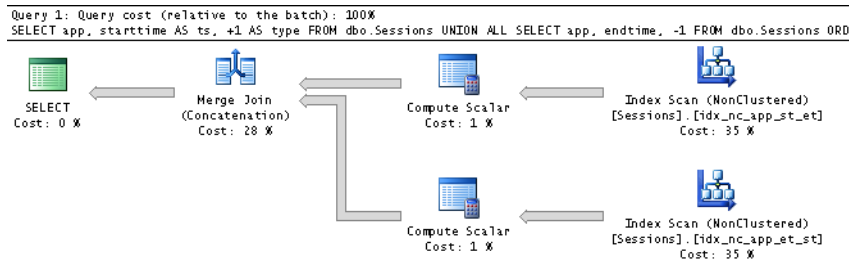 Query 1: Query cost (relative to the batch): 100%
SELECT app, starttime AS ts, +1 AS type FROM dbo.Sessions UNION ALL SELECT app, endtime, -1 FROM dbo.Sessions ORD
SELECT
Cost: 0 %
Merge Join
(Concatenation)
Cost: 28 %
Compute Scalar
Cost: 1 %
Index Scan (NonClustered)
[Sessions].[idx_nc_app_st_et]
Cost: 35 %
Compute Scalar
Cost: 1 %
Index Scan (NonClustered)
[Sessions].[idx_nc_app_et_st]
Cost: 35 %